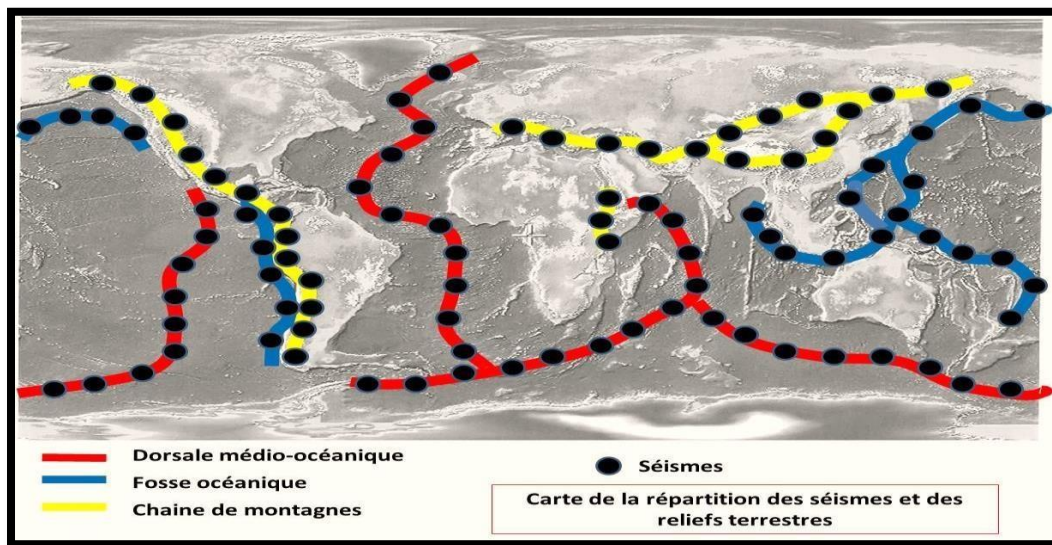 Dorsale médio-océanique
Fosse océanique
Chaine de montagnes
Séismes
Carte de la répartition des séismes et des
reliefs terrestres